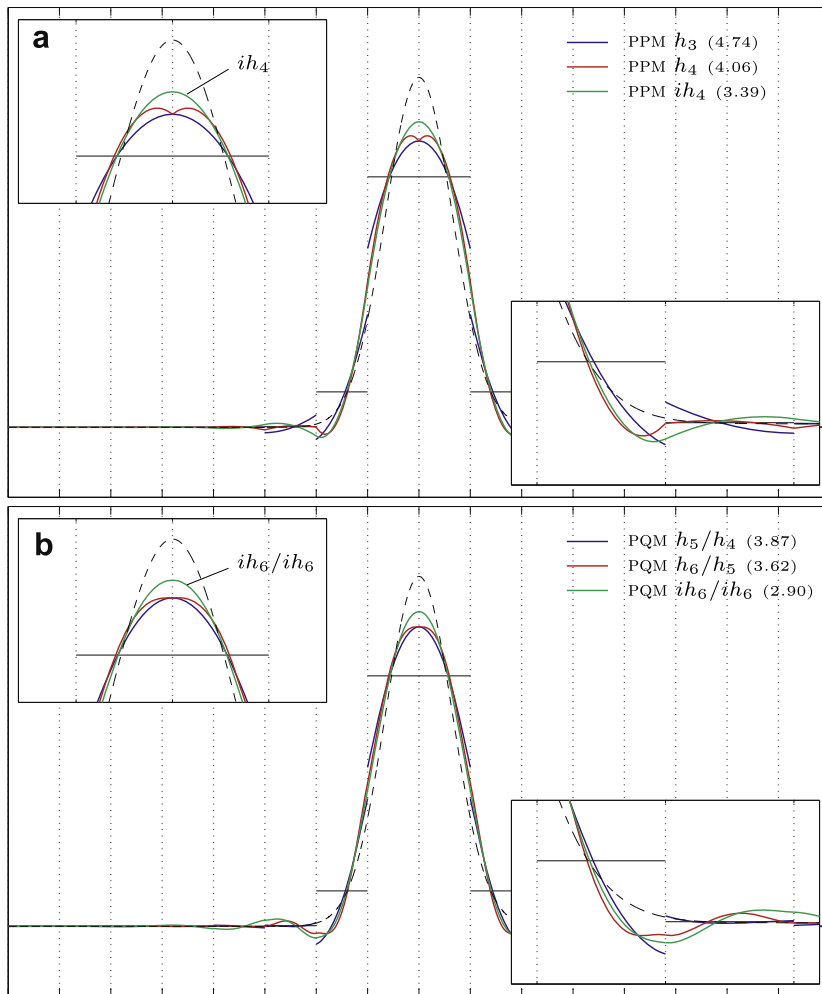 a
ih₄
PPM h₃ (4.74)
PPM h₄ (4.06)
PPM ih₄ (3.39)
b
ih₆/ih₆
PQM h₅/h₄ (3.87)
PQM h₆/h₅ (3.62)
PQM ih₆/ih₆ (2.90)